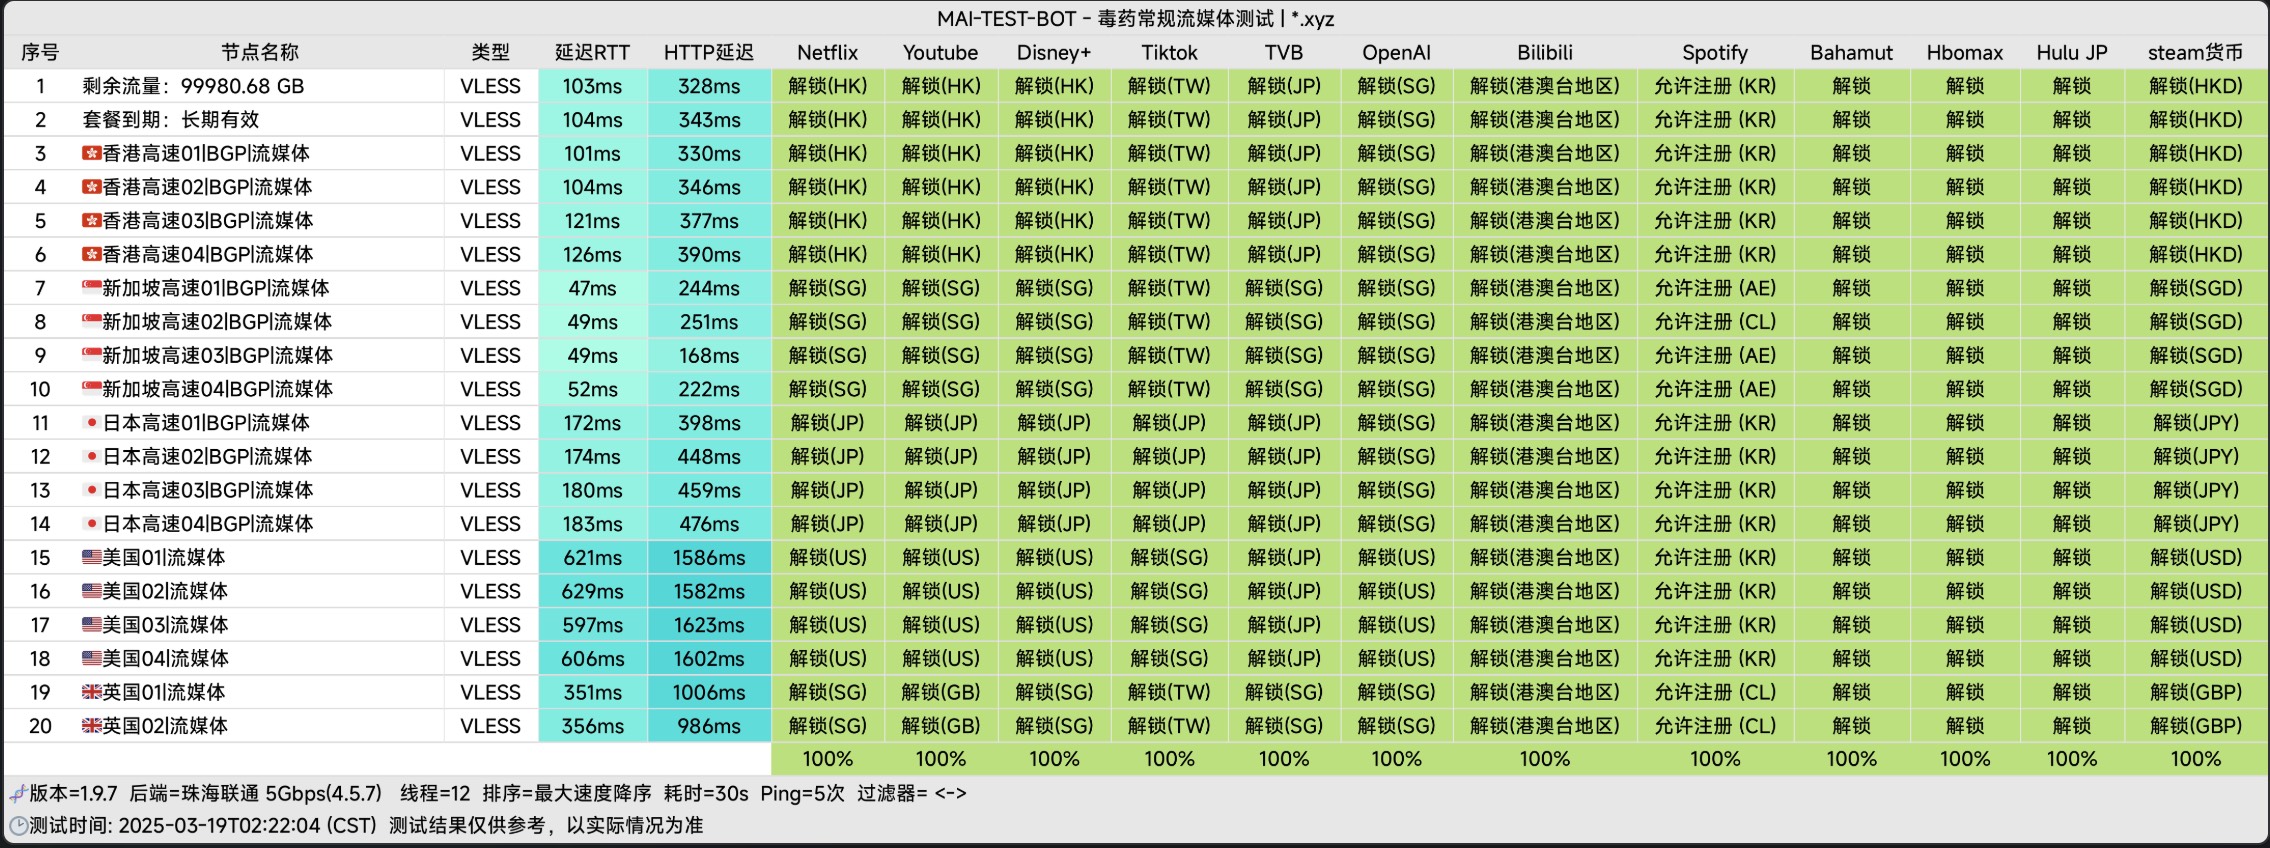 MAI-TEST-BOT - 毒药常规流媒体测试 | *.xyz
序号 节点名称 类型 延迟RTT HTTP延迟 Netflix Youtube Disney+ Tiktok TVB OpenAI Bilibili Spotify Bahamut Hbomax Hulu JP steam货币
1 剩余流量：99980.68 GB VLESS 103ms 328ms 解锁(HK) 解锁(HK) 解锁(HK) 解锁(TW) 解锁(JP) 解锁(SG) 解锁(港澳台地区) 允许注册 (KR) 解锁 解锁 解锁 解锁(HKD)
2 套餐到期：长期有效 VLESS 104ms 343ms 解锁(HK) 解锁(HK) 解锁(HK) 解锁(TW) 解锁(JP) 解锁(SG) 解锁(港澳台地区) 允许注册 (KR) 解锁 解锁 解锁 解锁(HKD)
3 香港高速01|BGP|流媒体 VLESS 101ms 330ms 解锁(HK) 解锁(HK) 解锁(HK) 解锁(TW) 解锁(JP) 解锁(SG) 解锁(港澳台地区) 允许注册 (KR) 解锁 解锁 解锁 解锁(HKD)
4 香港高速02|BGP|流媒体 VLESS 104ms 346ms 解锁(HK) 解锁(HK) 解锁(HK) 解锁(TW) 解锁(JP) 解锁(SG) 解锁(港澳台地区) 允许注册 (KR) 解锁 解锁 解锁 解锁(HKD)
5 香港高速03|BGP|流媒体 VLESS 121ms 377ms 解锁(HK) 解锁(HK) 解锁(HK) 解锁(TW) 解锁(JP) 解锁(SG) 解锁(港澳台地区) 允许注册 (KR) 解锁 解锁 解锁 解锁(HKD)
6 香港高速04|BGP|流媒体 VLESS 126ms 390ms 解锁(HK) 解锁(HK) 解锁(HK) 解锁(TW) 解锁(JP) 解锁(SG) 解锁(港澳台地区) 允许注册 (KR) 解锁 解锁 解锁 解锁(HKD)
7 新加坡高速01|BGP|流媒体 VLESS 47ms 244ms 解锁(SG) 解锁(SG) 解锁(SG) 解锁(TW) 解锁(SG) 解锁(SG) 解锁(港澳台地区) 允许注册 (AE) 解锁 解锁 解锁 解锁(SGD)
8 新加坡高速02|BGP|流媒体 VLESS 49ms 251ms 解锁(SG) 解锁(SG) 解锁(SG) 解锁(TW) 解锁(SG) 解锁(SG) 解锁(港澳台地区) 允许注册 (CL) 解锁 解锁 解锁 解锁(SGD)
9 新加坡高速03|BGP|流媒体 VLESS 49ms 168ms 解锁(SG) 解锁(SG) 解锁(SG) 解锁(TW) 解锁(SG) 解锁(SG) 解锁(港澳台地区) 允许注册 (AE) 解锁 解锁 解锁 解锁(SGD)
10 新加坡高速04|BGP|流媒体 VLESS 52ms 222ms 解锁(SG) 解锁(SG) 解锁(SG) 解锁(TW) 解锁(SG) 解锁(SG) 解锁(港澳台地区) 允许注册 (AE) 解锁 解锁 解锁 解锁(SGD)
11 日本高速01|BGP|流媒体 VLESS 172ms 398ms 解锁(JP) 解锁(JP) 解锁(JP) 解锁(JP) 解锁(JP) 解锁(SG) 解锁(港澳台地区) 允许注册 (KR) 解锁 解锁 解锁 解锁(JPY)
12 日本高速02|BGP|流媒体 VLESS 174ms 448ms 解锁(JP) 解锁(JP) 解锁(JP) 解锁(JP) 解锁(JP) 解锁(SG) 解锁(港澳台地区) 允许注册 (KR) 解锁 解锁 解锁 解锁(JPY)
13 日本高速03|BGP|流媒体 VLESS 180ms 459ms 解锁(JP) 解锁(JP) 解锁(JP) 解锁(JP) 解锁(JP) 解锁(SG) 解锁(港澳台地区) 允许注册 (KR) 解锁 解锁 解锁 解锁(JPY)
14 日本高速04|BGP|流媒体 VLESS 183ms 476ms 解锁(JP) 解锁(JP) 解锁(JP) 解锁(JP) 解锁(JP) 解锁(SG) 解锁(港澳台地区) 允许注册 (KR) 解锁 解锁 解锁 解锁(JPY)
15 美国01|流媒体 VLESS 621ms 1586ms 解锁(US) 解锁(US) 解锁(US) 解锁(SG) 解锁(JP) 解锁(US) 解锁(港澳台地区) 允许注册 (KR) 解锁 解锁 解锁 解锁(USD)
16 美国02|流媒体 VLESS 629ms 1582ms 解锁(US) 解锁(US) 解锁(US) 解锁(SG) 解锁(JP) 解锁(US) 解锁(港澳台地区) 允许注册 (KR) 解锁 解锁 解锁 解锁(USD)
17 美国03|流媒体 VLESS 597ms 1623ms 解锁(US) 解锁(US) 解锁(US) 解锁(SG) 解锁(JP) 解锁(US) 解锁(港澳台地区) 允许注册 (KR) 解锁 解锁 解锁 解锁(USD)
18 美国04|流媒体 VLESS 606ms 1602ms 解锁(US) 解锁(US) 解锁(US) 解锁(SG) 解锁(JP) 解锁(US) 解锁(港澳台地区) 允许注册 (KR) 解锁 解锁 解锁 解锁(USD)
19 英国01|流媒体 VLESS 351ms 1006ms 解锁(SG) 解锁(GB) 解锁(SG) 解锁(TW) 解锁(SG) 解锁(SG) 解锁(港澳台地区) 允许注册 (CL) 解锁 解锁 解锁 解锁(GBP)
20 英国02|流媒体 VLESS 356ms 986ms 解锁(SG) 解锁(GB) 解锁(SG) 解锁(TW) 解锁(SG) 解锁(SG) 解锁(港澳台地区) 允许注册 (CL) 解锁 解锁 解锁 解锁(GBP)
100% 100% 100% 100% 100% 100% 100% 100% 100% 100% 100% 100%
版本=1.9.7 后端=珠海联通 5Gbps(4.5.7) 线程=12 排序=最大速度降序 耗时=30s Ping=5次 过滤器= <->
测试时间: 2025-03-19T02:22:04 (CST) 测试结果仅供参考，以实际情况为准